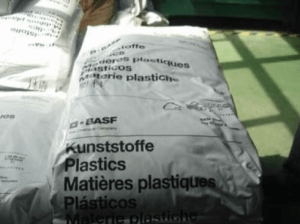 BASF
Kunststoffe
Plastics
Matières plastiques
Plásticos
Materie plastiche
BASF
Kunststoffe
Plastics
Matières plastiques
Plásticos
Materie plastiche